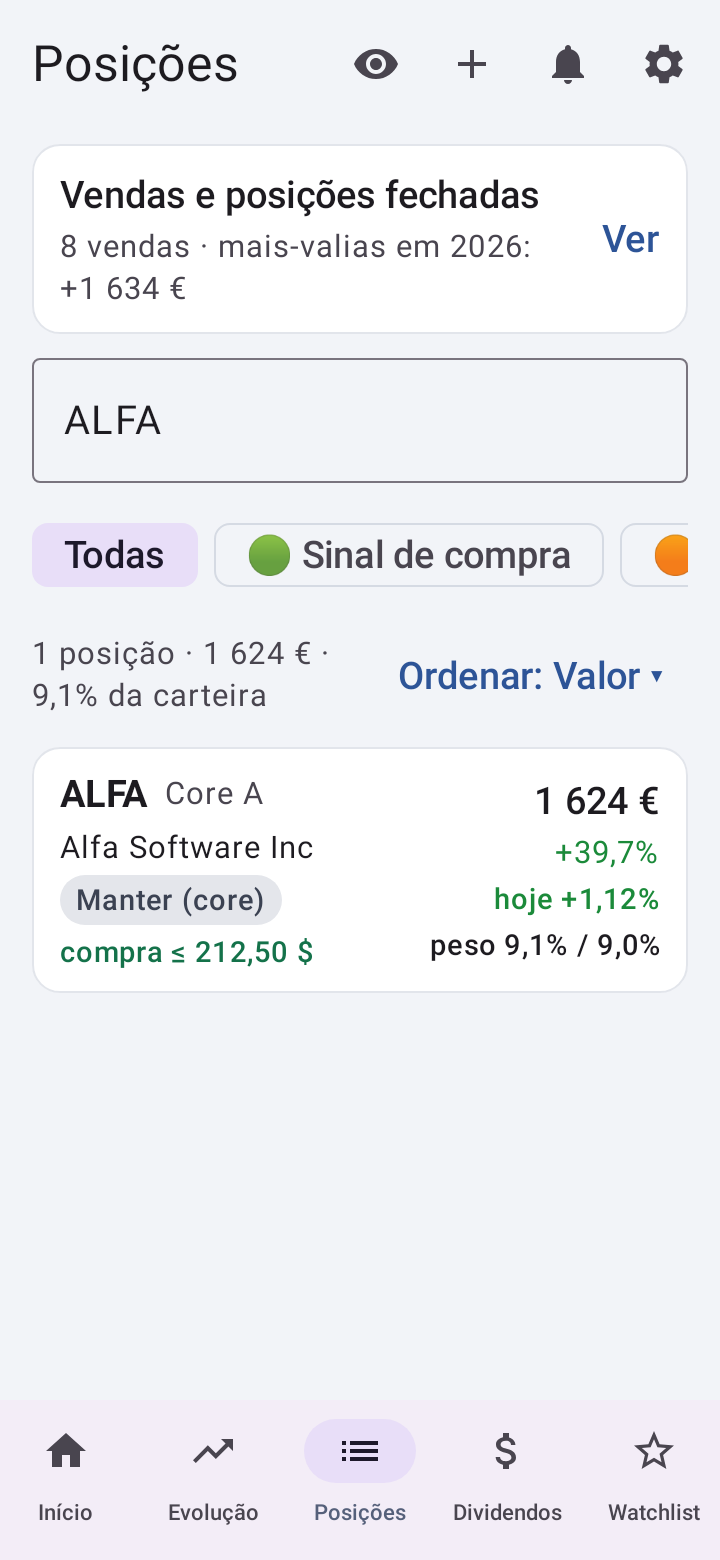 Posições
Vendas e posições fechadas
8 vendas · mais-valias em 2026:
+1 634 €
Ver
ALFA
Todas
Sinal de compra
1 posição · 1 624 € ·
9,1% da carteira
Ordenar: Valor ▾
ALFA Core A
1 624 €
Alfa Software Inc
+39,7%
Manter (core)
hoje +1,12%
compra ≤ 212,50 $
peso 9,1% / 9,0%
Início
Evolução
Posições
Dividendos
Watchlist